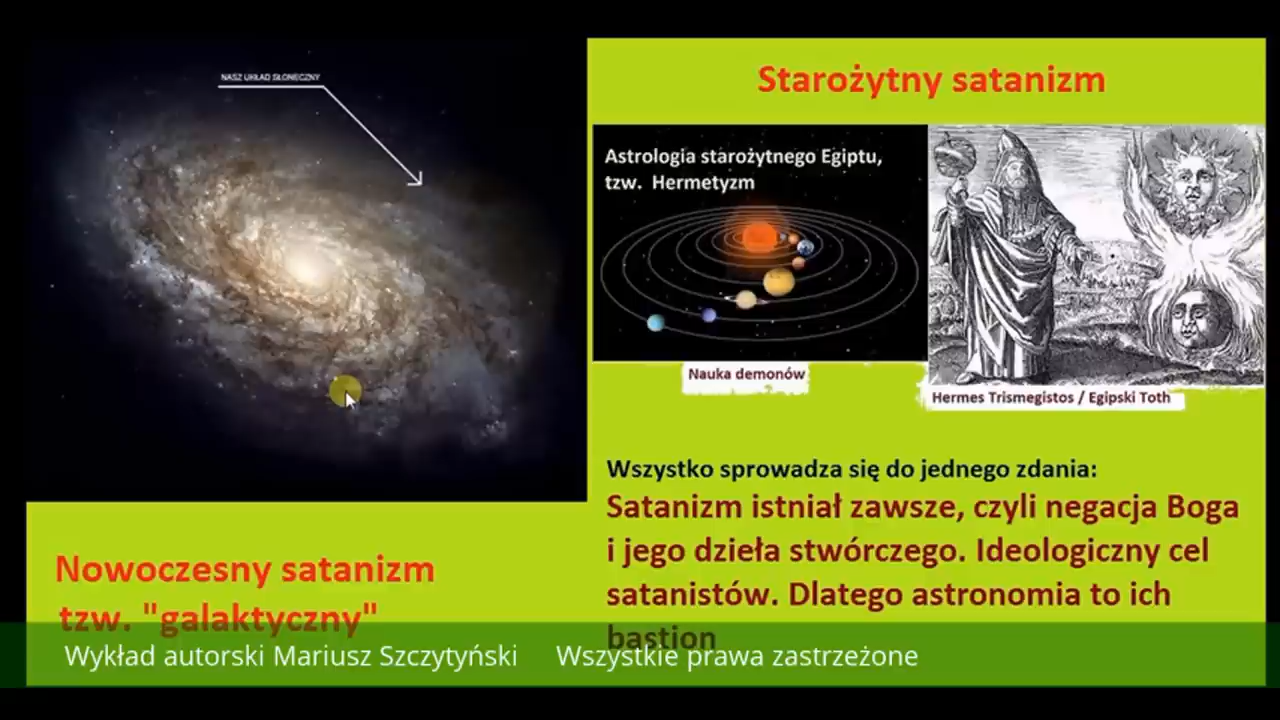 NASZ UKŁAD SŁONECZNY
Starożytny satanizm
Astrologia starożytnego Egiptu,
tzw. Hermetyzm
Nauka demonów
Hermes Trismegistos / Egipski Toth
Wszystko sprowadza się do jednego zdania:
Satanizm istniał zawsze, czyli negacja Boga
i jego dzieła stwórczego. Ideologiczny cel
satanistów. Dlatego astronomia to ich
bastion
Nowoczesny satanizm
tzw. "galaktyczny"
Wykład autorski Mariusz Szczytyński Wszystkie prawa zastrzeżone